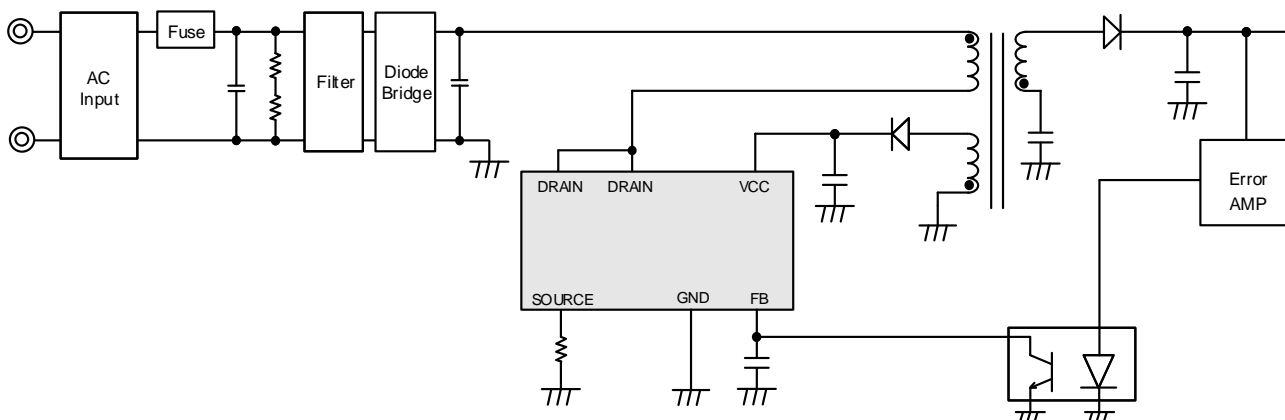 Fuse
AC
Input
Filter
Diode
Bridge
DRAIN
DRAIN
VCC
Error
AMP
SOURCE
GND
FB